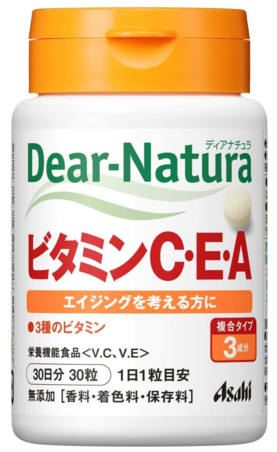 ディアナチュラ
Dear-Natura
ビタミンC・E・A
エイジングを考える方に
●3種のビタミン
複合タイプ
3成分
栄養機能食品<V.C、V.E>
30日分 30粒 1日1粒目安
無添加[香料・着色料・保存料]
Asahi